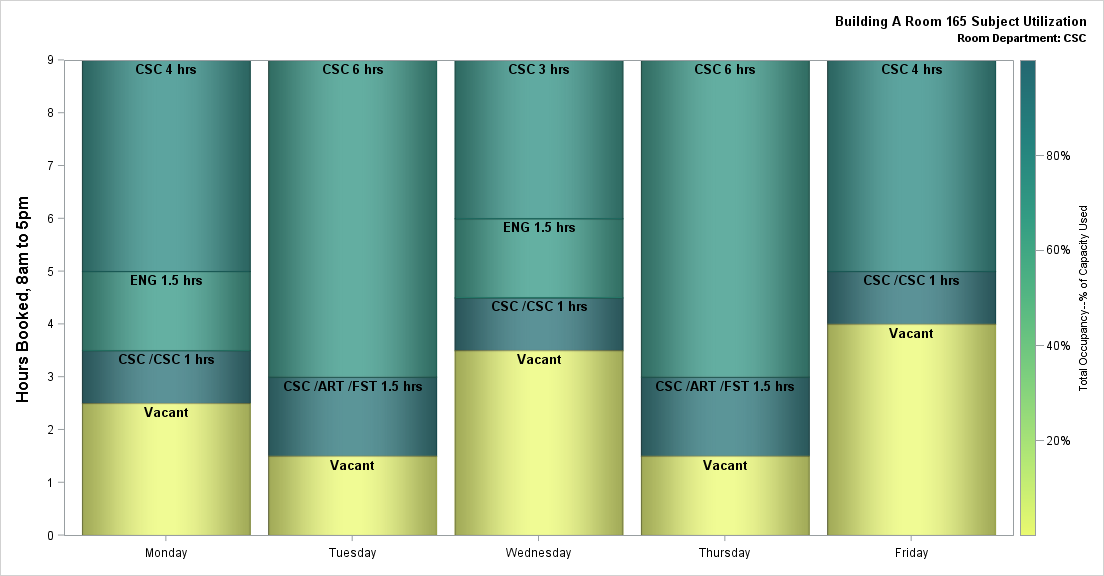 Building A Room 165 Subject Utilization
Room Department: CSC
Hours Booked, 8am to 5pm
9
8
7
6
5
4
3
2
1
0
CSC 4 hrs
ENG 1.5 hrs
CSC /CSC 1 hrs
Vacant
Monday
CSC 6 hrs
CSC /ART /FST 1.5 hrs
Vacant
Tuesday
CSC 3 hrs
ENG 1.5 hrs
CSC /CSC 1 hrs
Vacant
Wednesday
CSC 6 hrs
CSC /ART /FST 1.5 hrs
Vacant
Thursday
CSC 4 hrs
CSC /CSC 1 hrs
Vacant
Friday
80%
60%
40%
20%
Total Occupancy--% of Capacity Used